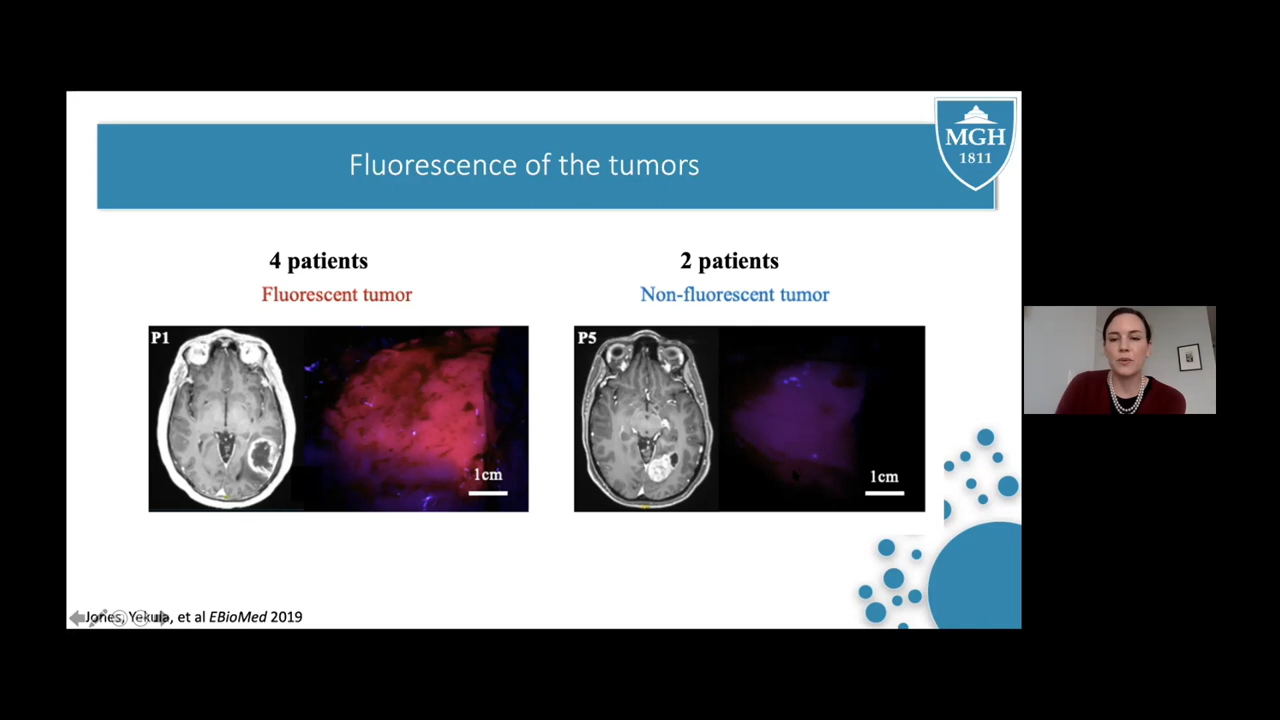 MGH
1811
Fluorescence of the tumors
4 patients
Fluorescent tumor
2 patients
Non-fluorescent tumor
P1
1cm
P5
1cm
Jones, Yekula, et al EBioMed 2019